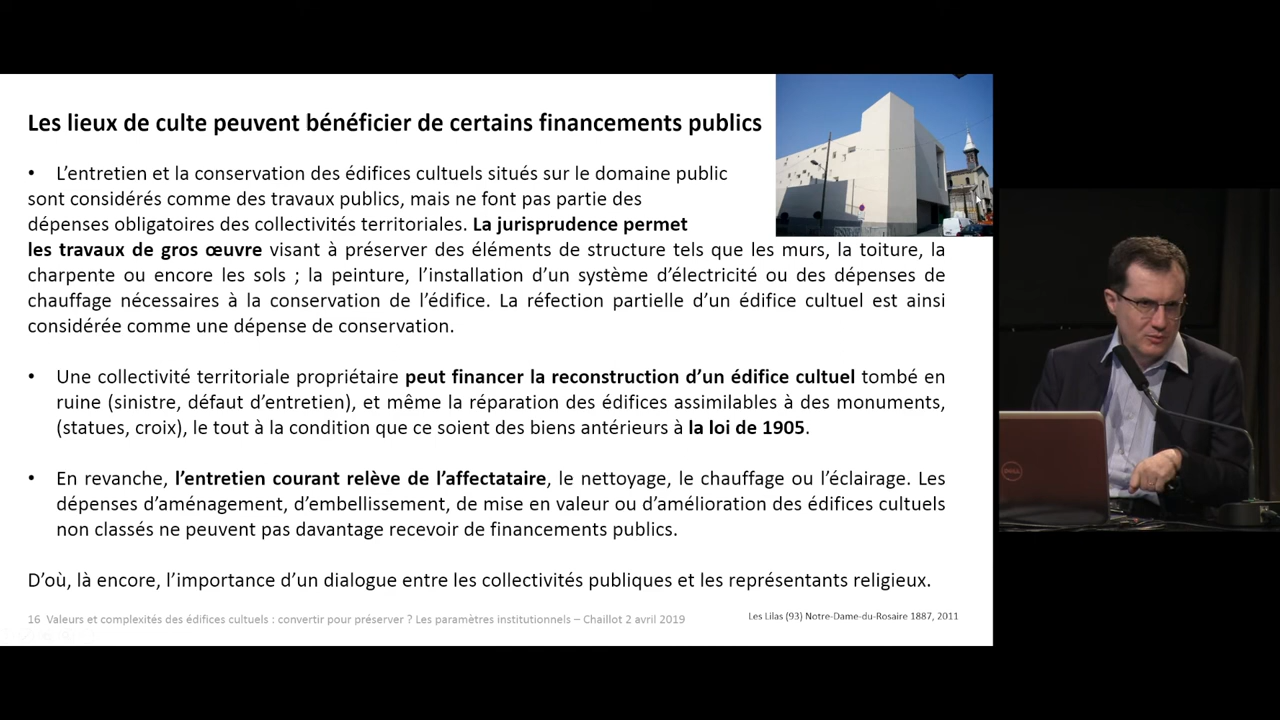 Les lieux de culte peuvent bénéficier de certains financements publics
• L’entretien et la conservation des édifices cultuels situés sur le domaine public
sont considérés comme des travaux publics, mais ne font pas partie des
dépenses obligatoires des collectivités territoriales. La jurisprudence permet
les travaux de gros œuvre visant à préserver des éléments de structure tels que les murs, la toiture, la
charpente ou encore les sols ; la peinture, l’installation d’un système d’électricité ou des dépenses de
chauffage nécessaires à la conservation de l’édifice. La réfection partielle d’un édifice cultuel est ainsi
considérée comme une dépense de conservation.
• Une collectivité territoriale propriétaire peut financer la reconstruction d’un édifice cultuel tombé en
ruine (sinistre, défaut d’entretien), et même la réparation des édifices assimilables à des monuments,
(statues, croix), le tout à la condition que ce soient des biens antérieurs à la loi de 1905.
• En revanche, l’entretien courant relève de l’affectataire, le nettoyage, le chauffage ou l’éclairage. Les
dépenses d’aménagement, d’embellissement, de mise en valeur ou d’amélioration des édifices cultuels
non classés ne peuvent pas davantage recevoir de financements publics.
D’où, là encore, l’importance d’un dialogue entre les collectivités publiques et les représentants religieux.
16 Valeurs et complexités des édifices cultuels : convertir pour préserver ? Les paramètres institutionnels – Chaillot 2 avril 2019
Les Lilas (93) Notre-Dame-du-Rosaire 1887, 2011
DELL